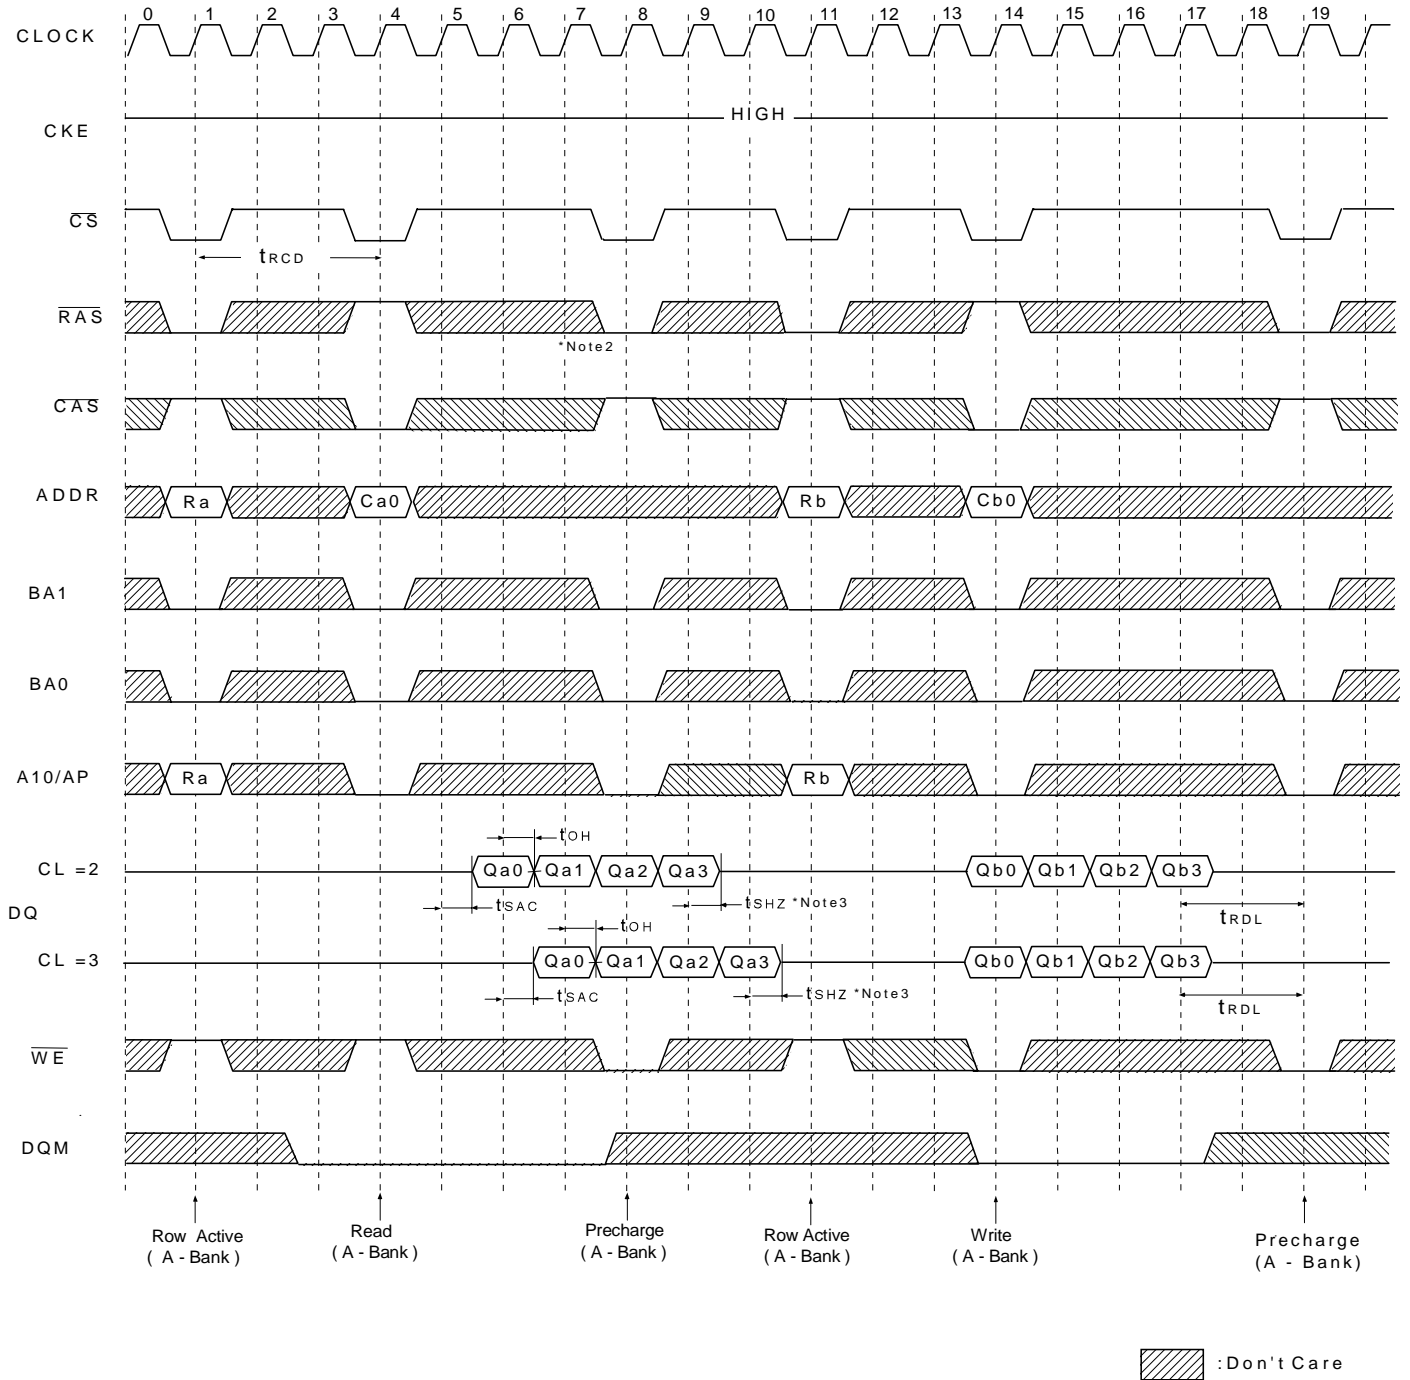 0 1 2 3 4 5 6 7 8 9 10 11 12 13 14 15 16 17 18 19
CLOCK
CKE
HIGH
CS
tRCD
RAS
*Note2
CAS
ADDR
Ra Ca0 Rb Cb0
BA1
BA0
A10/AP
Ra Rb
tOH
CL =2
Qa0 Qa1 Qa2 Qa3 Qb0 Qb1 Qb2 Qb3
tSAC tSHZ *Note3
tRDL
DQ
tOH
CL =3
Qa0 Qa1 Qa2 Qa3 Qb0 Qb1 Qb2 Qb3
tSAC tSHZ *Note3
tRDL
WE
DQM
Row Active
( A - Bank )
Read
( A - Bank )
Precharge
( A - Bank )
Row Active
( A - Bank )
Write
( A - Bank )
Precharge
(A - Bank)
:Don't Care